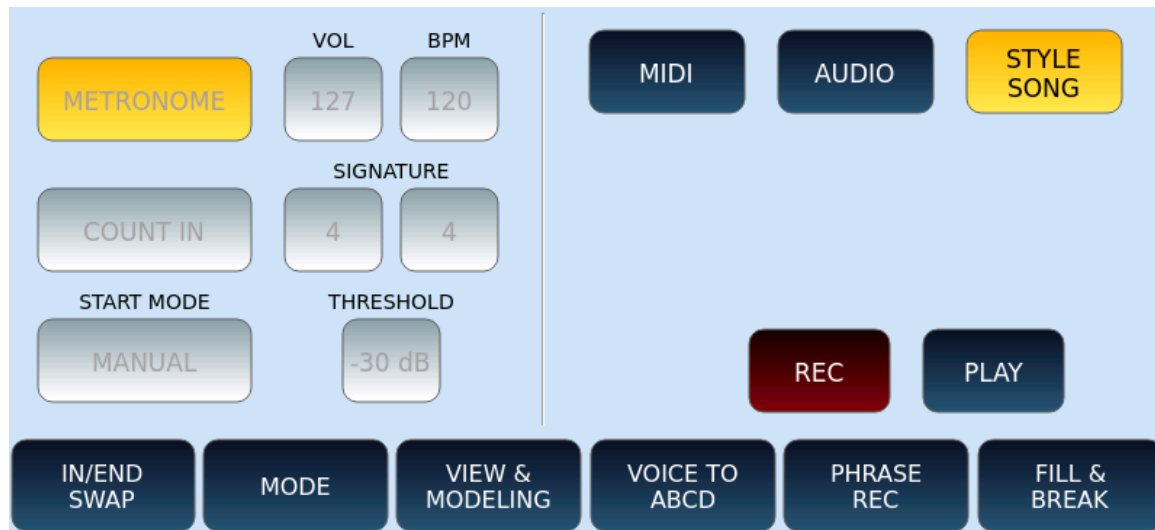 VOL
BPM
METRONOME
127
120
SIGNATURE
COUNT IN
4
4
START MODE
THRESHOLD
MANUAL
-30 dB
MIDI
AUDIO
STYLE
SONG
REC
PLAY
IN/END
SWAP
MODE
VIEW &
MODELING
VOICE TO
ABCD
PHRASE
REC
FILL &
BREAK